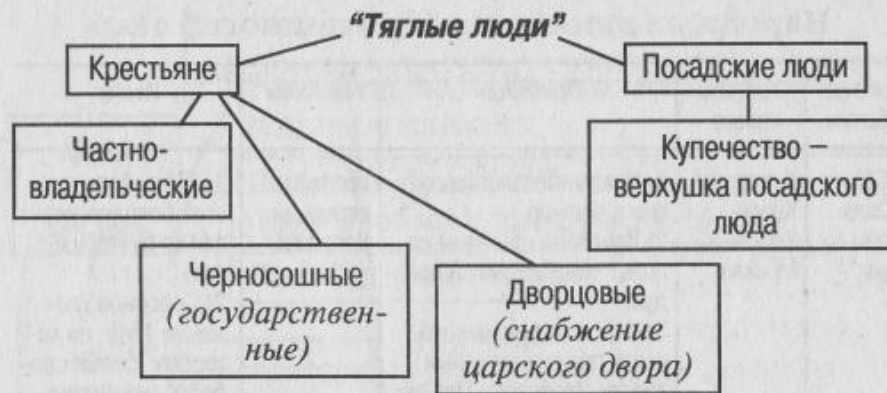 “Тяглые люди”
Крестьяне
Посадские люди
Частно-
владельческие
Купечество —
верхушка посадского
люда
Черносошные
(государствен-
ные)
Дворцовые
(снабжение
царского двора)